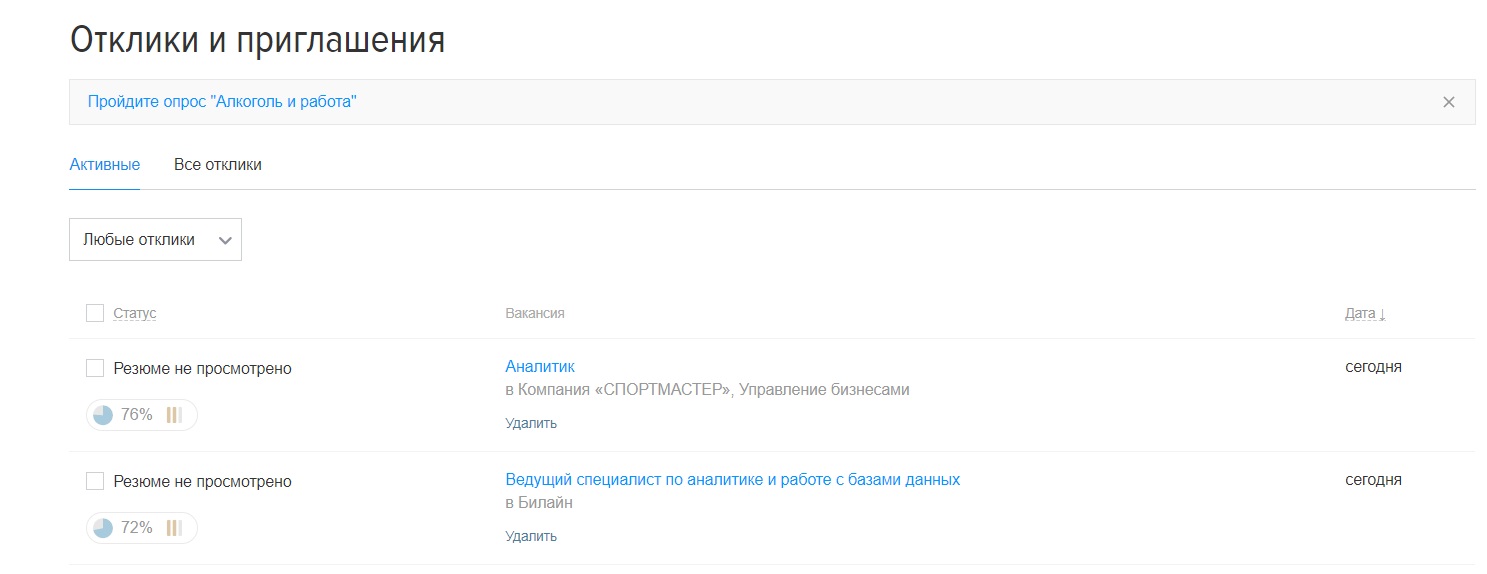 Отклики и приглашения
Пройдите опрос "Алкоголь и работа"
Активные Все отклики
Любые отклики
Статус Вакансия Дата ↓
Резюме не просмотрено Аналитик сегодня
в Компания «СПОРТМАСТЕР», Управление бизнесами
76%
Удалить
Резюме не просмотрено Ведущий специалист по аналитике и работе с базами данных сегодня
в Билайн
72%
Удалить